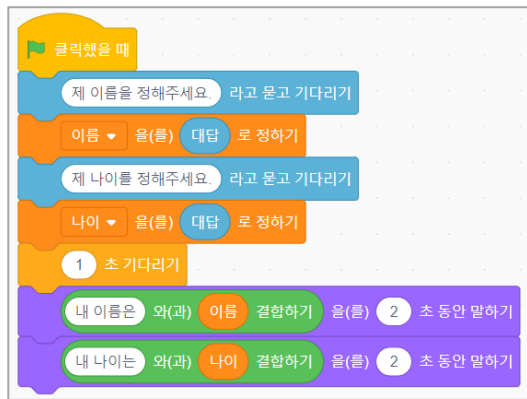 클릭했을 때
제 이름을 정해주세요. 라고 묻고 기다리기
이름 을(를) 대답 로 정하기
제 나이를 정해주세요. 라고 묻고 기다리기
나이 을(를) 대답 로 정하기
1 초 기다리기
내 이름은 와(과) 이름 결합하기 을(를) 2 초 동안 말하기
내 나이는 와(과) 나이 결합하기 을(를) 2 초 동안 말하기